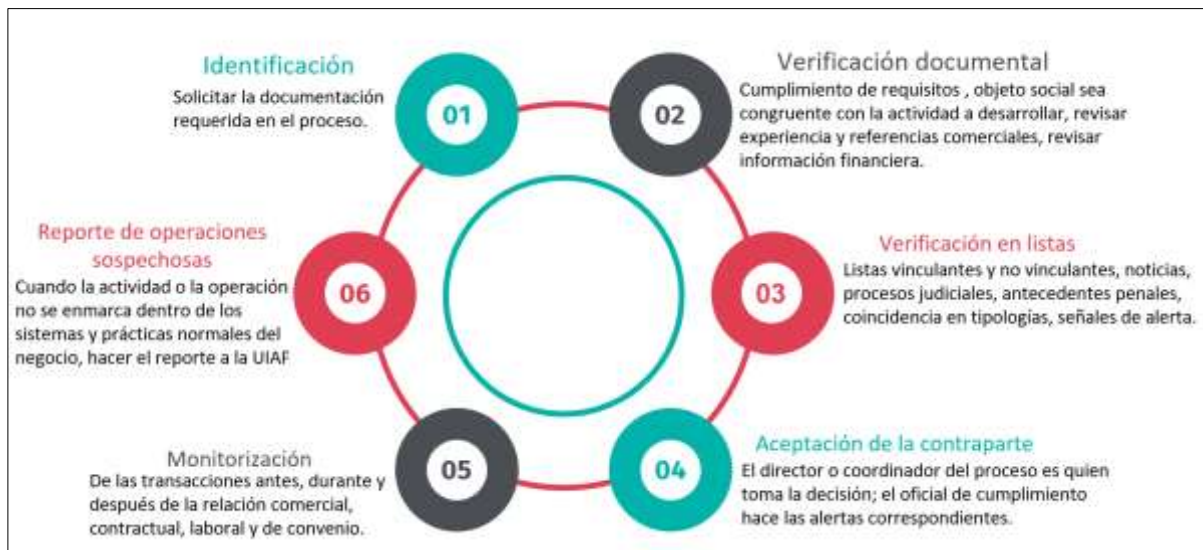 Identificación
Solicitar la documentación
requerida en el proceso.
01
02
Verificación documental
Cumplimiento de requisitos , objeto social sea
congruente con la actividad a desarrollar, revisar
experiencia y referencias comerciales, revisar
información financiera.
03
Verificación en listas
Listas vinculantes y no vinculantes, noticias,
procesos judiciales, antecedentes penales,
coincidencia en tipologías, señales de alerta.
04
Aceptación de la contraparte
El director o coordinador del proceso es quien
toma la decisión; el oficial de cumplimiento
hace las alertas correspondientes.
05
Monitorización
De las transacciones antes, durante y
después de la relación comercial,
contractual, laboral y de convenio.
06
Reporte de operaciones
sospechosas
Cuando la actividad o la operación
no se enmarca dentro de los
sistemas y prácticas normales del
negocio, hacer el reporte a la UIAF